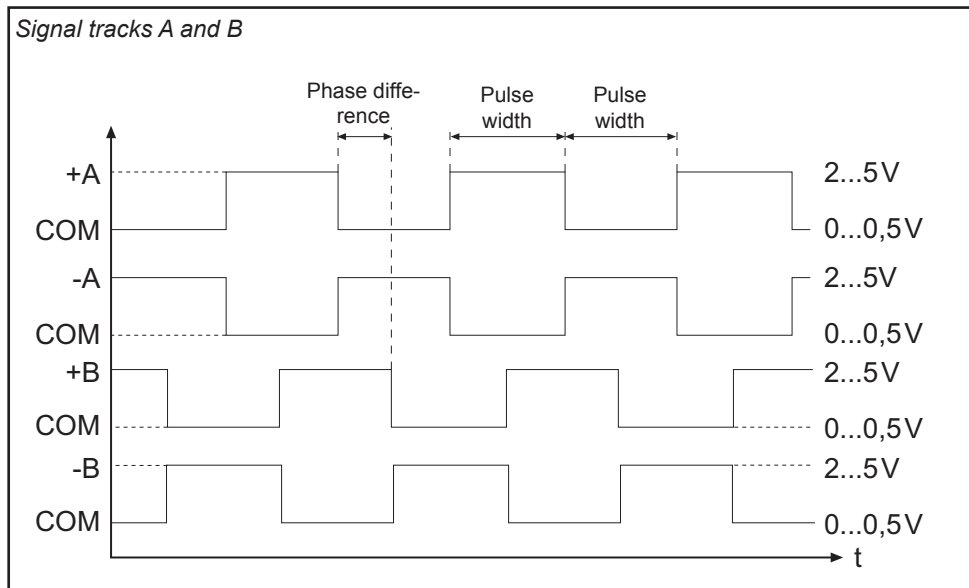 Signal tracks A and B
Phase diffe-
rence
Pulse
width
Pulse
width
+A
2...5V
COM
0...0,5V
-A
2...5V
COM
0...0,5V
+B
2...5V
COM
0...0,5V
-B
2...5V
COM
0...0,5V
t